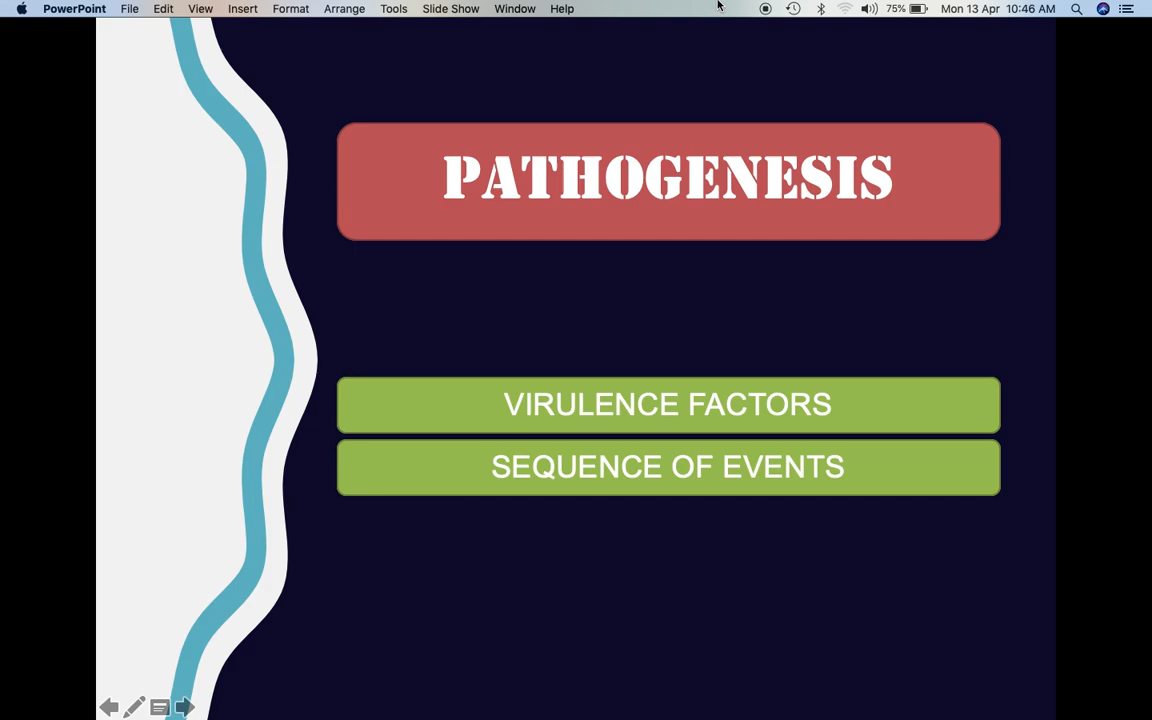 PowerPoint File Edit View Insert Format Arrange Tools Slide Show Window Help 75% Mon 13 Apr 10:46 AM
PATHOGENESIS
VIRULENCE FACTORS
SEQUENCE OF EVENTS